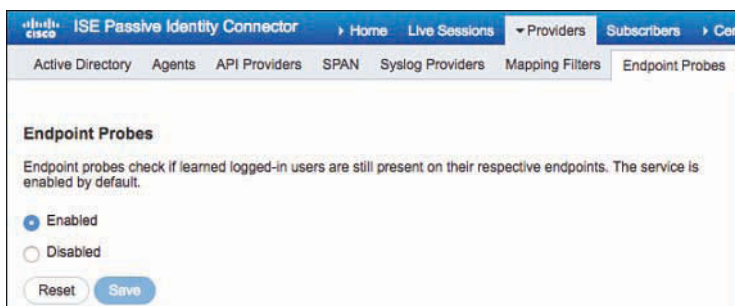 cisco ISE Passive Identity Connector Home Live Sessions Providers Subscribers Cer
Active Directory Agents API Providers SPAN Syslog Providers Mapping Filters Endpoint Probes
Endpoint Probes
Endpoint probes check if learned logged-in users are still present on their respective endpoints. The service is
enabled by default.
Enabled
Disabled
Reset Save